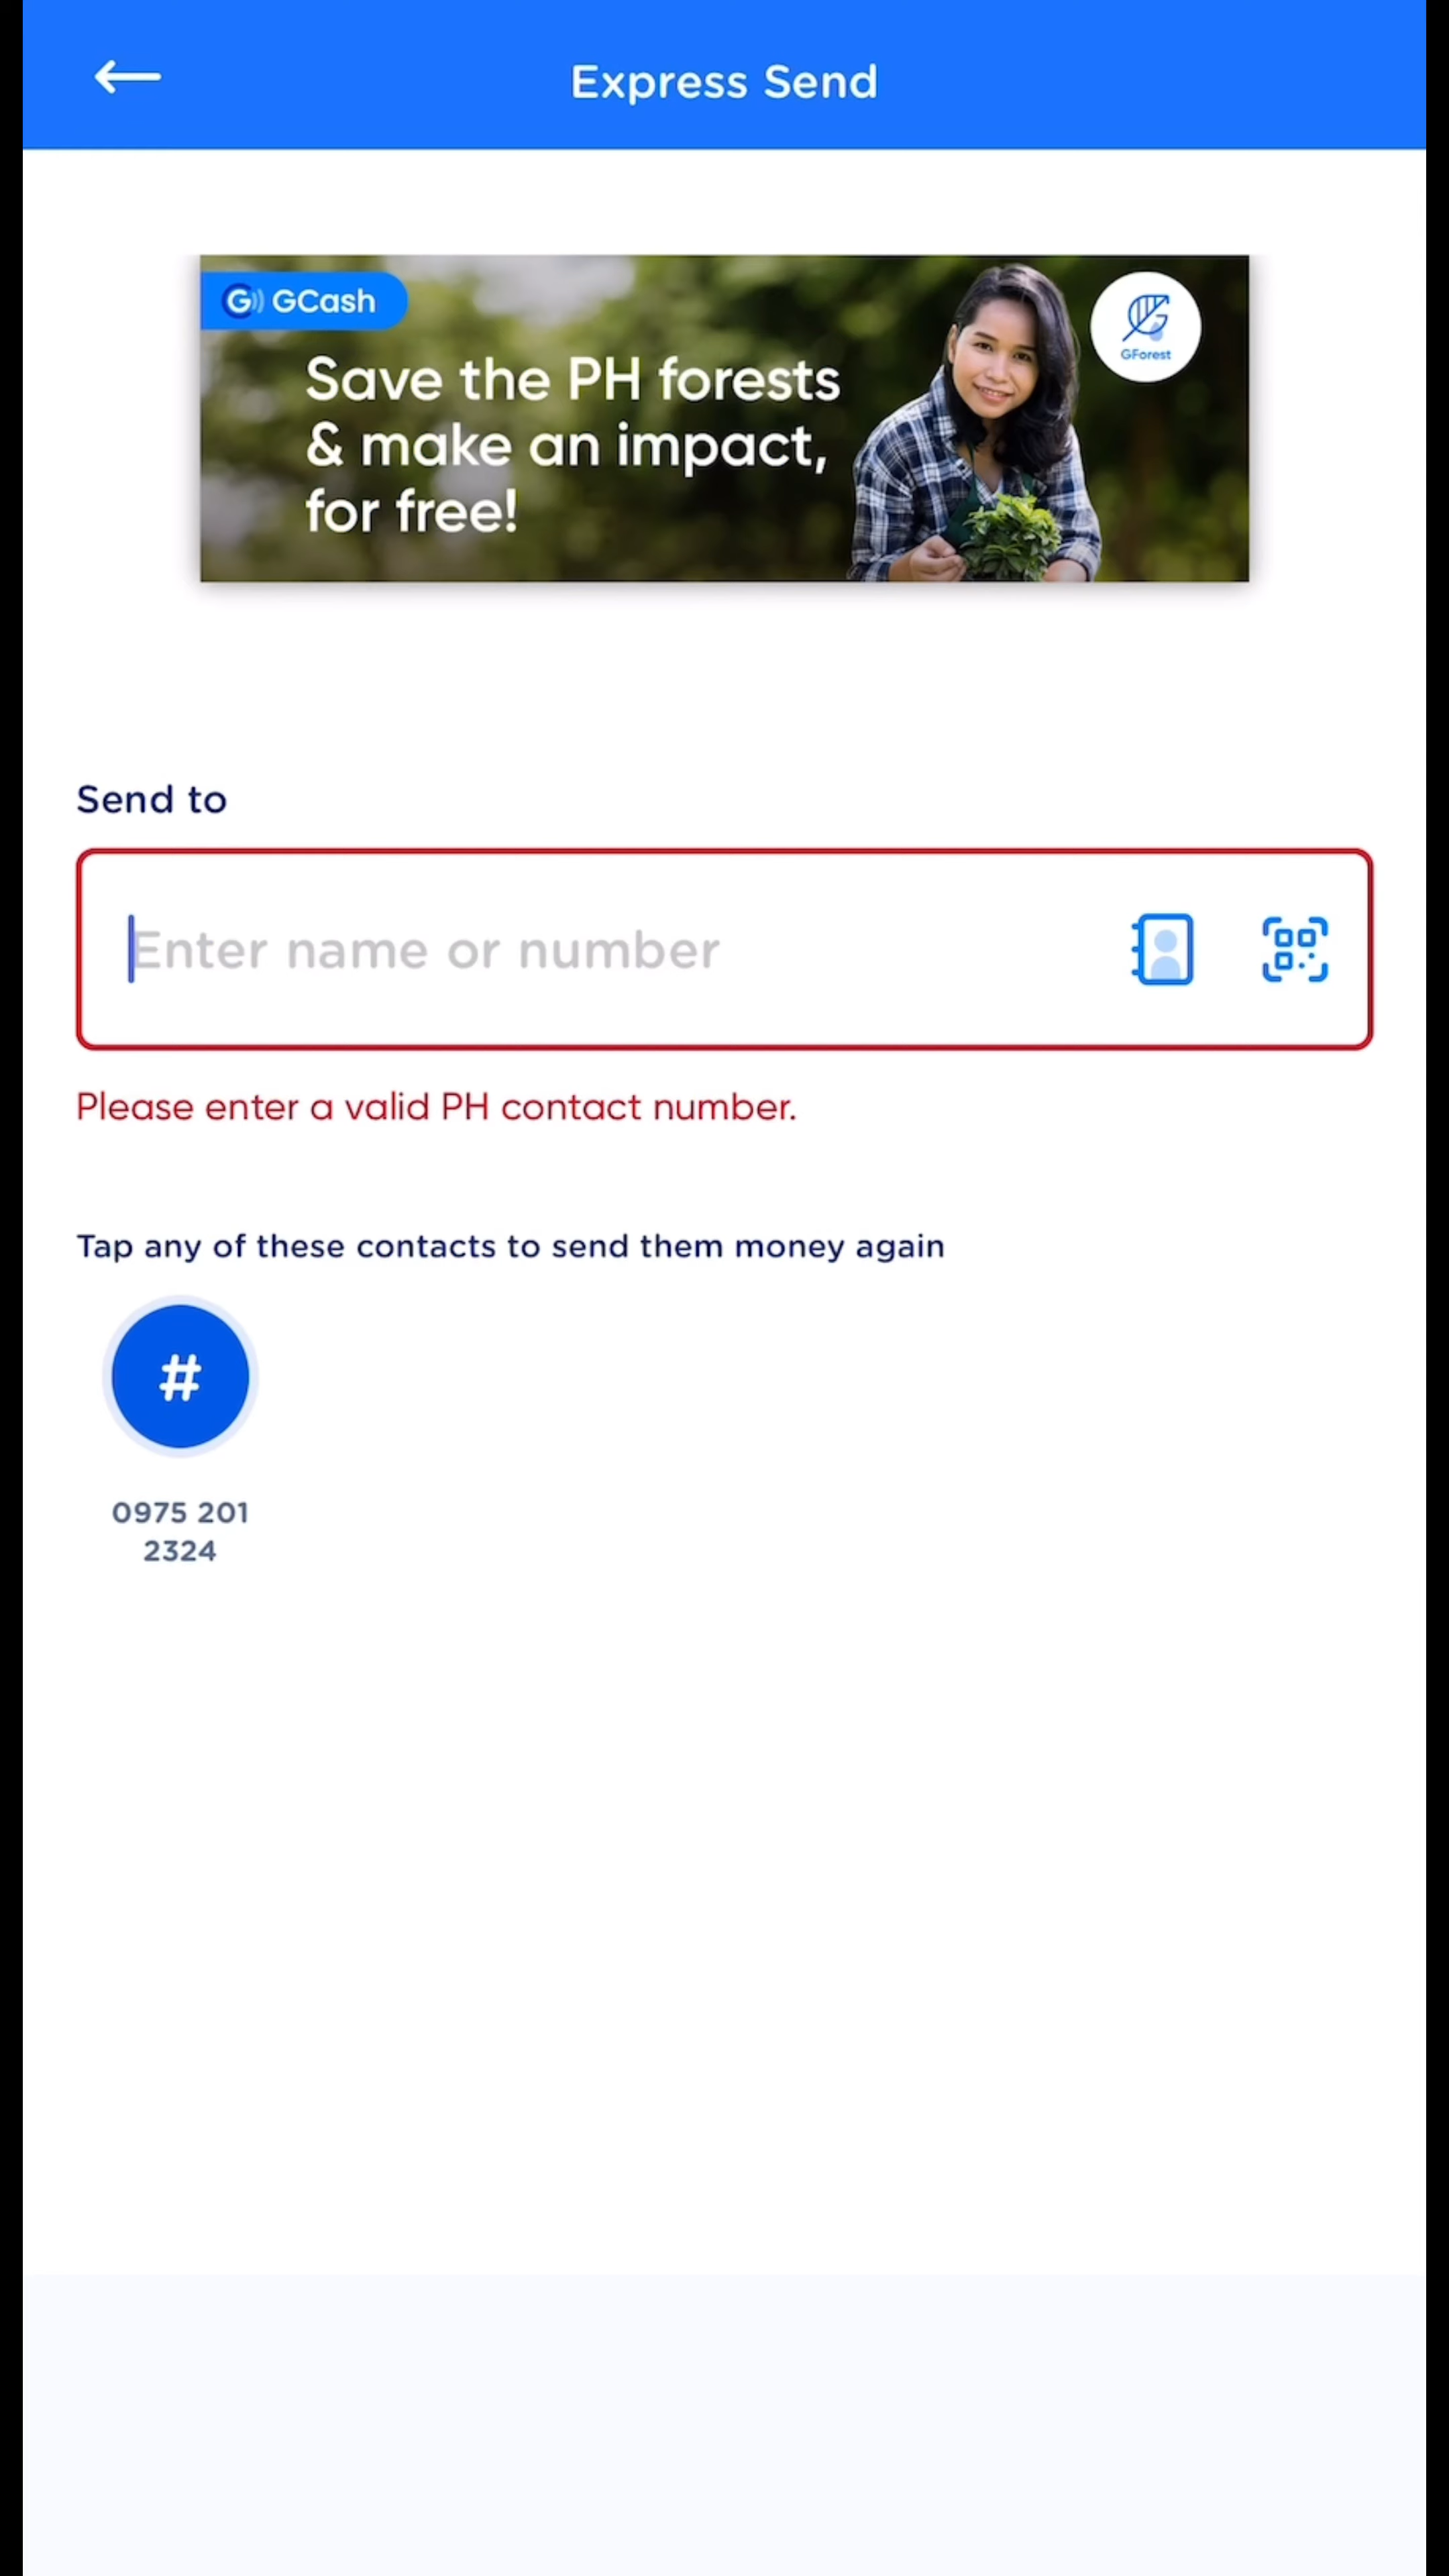 Express Send
GCash
Save the PH forests
& make an impact,
for free!
GForest
Send to
Enter name or number
Please enter a valid PH contact number.
Tap any of these contacts to send them money again
#
0975 201
2324